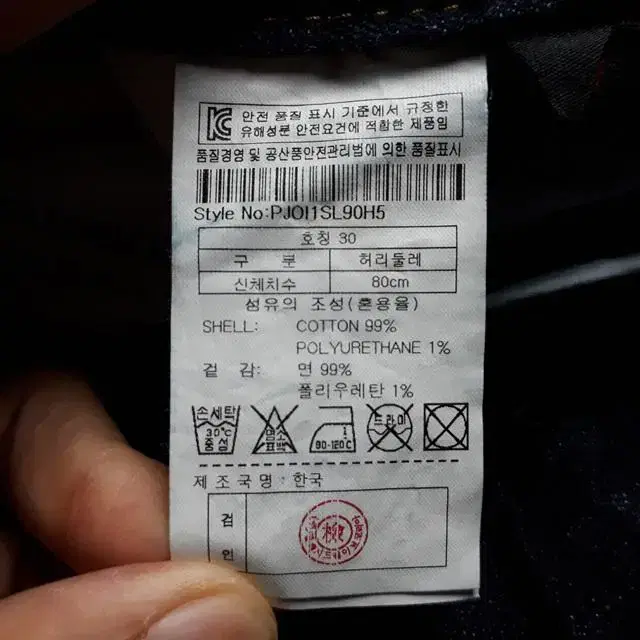 안전 품질 표시 기준에서 규정한
유해성분 안전요건에 적합한 제품임
품질경영 및 공산품안전관리법에 의한 품질표시
Style No:PJOI1SL90H5
호칭 30
구 분 허리둘레
신체치수 80cm
섬유의 조성(혼용율)
SHELL: COTTON 99%
POLYURETHANE 1%
겉 감: 면 99%
폴리우레탄 1%
손세탁 30°C 중성
염소 표백
80-120℃
드라이
제조국명 : 한국
검
인